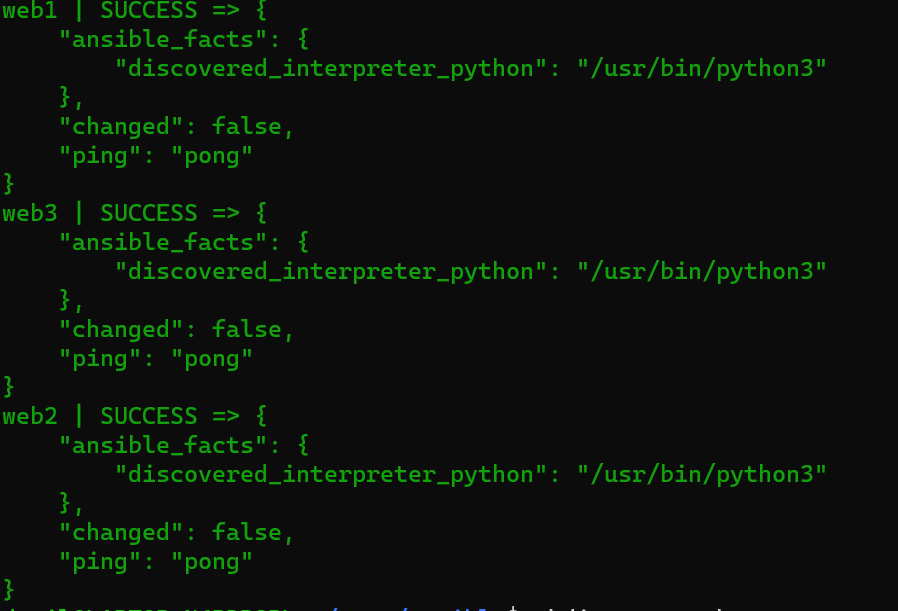 web1 | SUCCESS => {
    "ansible_facts": {
        "discovered_interpreter_python": "/usr/bin/python3"
    },
    "changed": false,
    "ping": "pong"
}
web3 | SUCCESS => {
    "ansible_facts": {
        "discovered_interpreter_python": "/usr/bin/python3"
    },
    "changed": false,
    "ping": "pong"
}
web2 | SUCCESS => {
    "ansible_facts": {
        "discovered_interpreter_python": "/usr/bin/python3"
    },
    "changed": false,
    "ping": "pong"
}